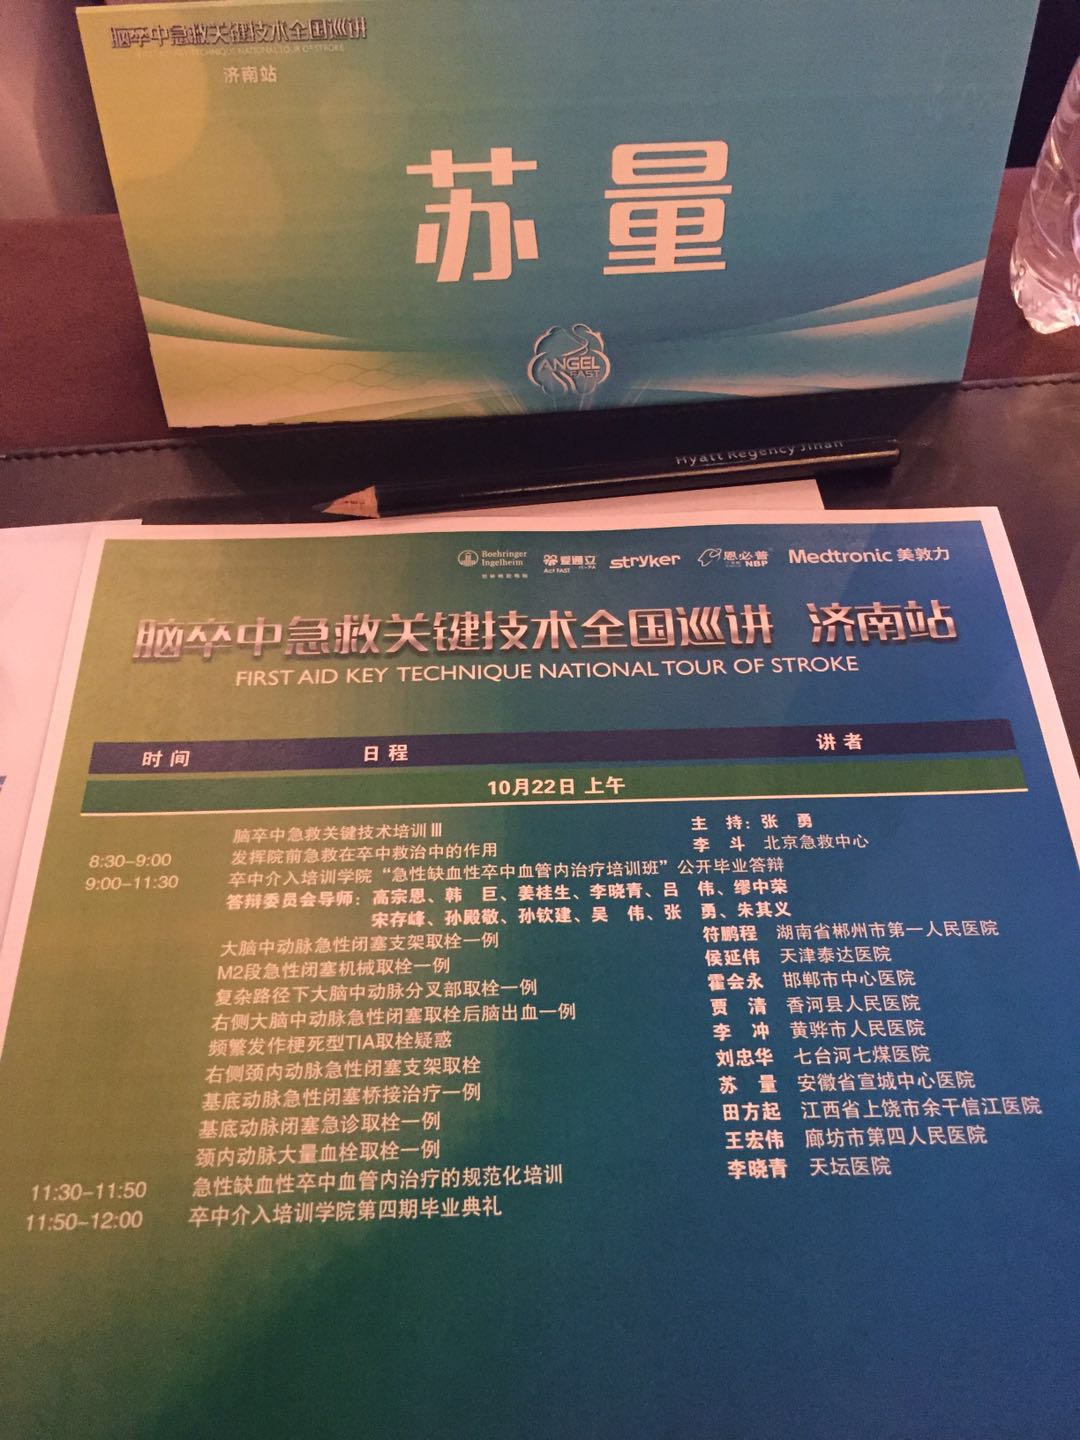 脑卒中急救关键技术全国巡讲
FIRST AID KEY TECHNIQUE NATIONAL TOUR OF STROKE
济南站
苏量
ANGEL
FAST
Hyatt Regency Jinan
Boehringer Ingelheim 爱通立 Act FAST rt-PA stryker 恩必普 NBP Medtronic 美敦力
脑卒中急救关键技术全国巡讲 济南站
FIRST AID KEY TECHNIQUE NATIONAL TOUR OF STROKE
时间 日程 讲者
10月22日 上午
脑卒中急救关键技术培训Ⅲ 主 持：张 勇
8:30-9:00 发挥院前急救在卒中救治中的作用 李 斗 北京急救中心
9:00-11:30 卒中介入培训学院“急性缺血性卒中血管内治疗培训班”公开毕业答辩
答辩委员会导师：高宗恩、韩 巨、姜桂生、李晓青、吕 伟、缪中荣
宋存峰、孙殿敬、孙钦建、吴 伟、张 勇、朱其义
大脑中动脉急性闭塞支架取栓一例 符鹏程 湖南省郴州市第一人民医院
M2段急性闭塞机械取栓一例 侯延伟 天津泰达医院
复杂路径下大脑中动脉分叉部取栓一例 霍会永 邯郸市中心医院
右侧大脑中动脉急性闭塞取栓后脑出血一例 贾 清 香河县人民医院
频繁发作梗死型TIA取栓疑惑 李 冲 黄骅市人民医院
右侧颈内动脉急性闭塞支架取栓 刘忠华 七台河七煤医院
基底动脉急性闭塞桥接治疗一例 苏 量 安徽省宣城中心医院
基底动脉闭塞急诊取栓一例 田方起 江西省上饶市余干信江医院
颈内动脉大量血栓取栓一例 王宏伟 廊坊市第四人民医院
11:30-11:50 急性缺血性卒中血管内治疗的规范化培训 李晓青 天坛医院
11:50-12:00 卒中介入培训学院第四期毕业典礼